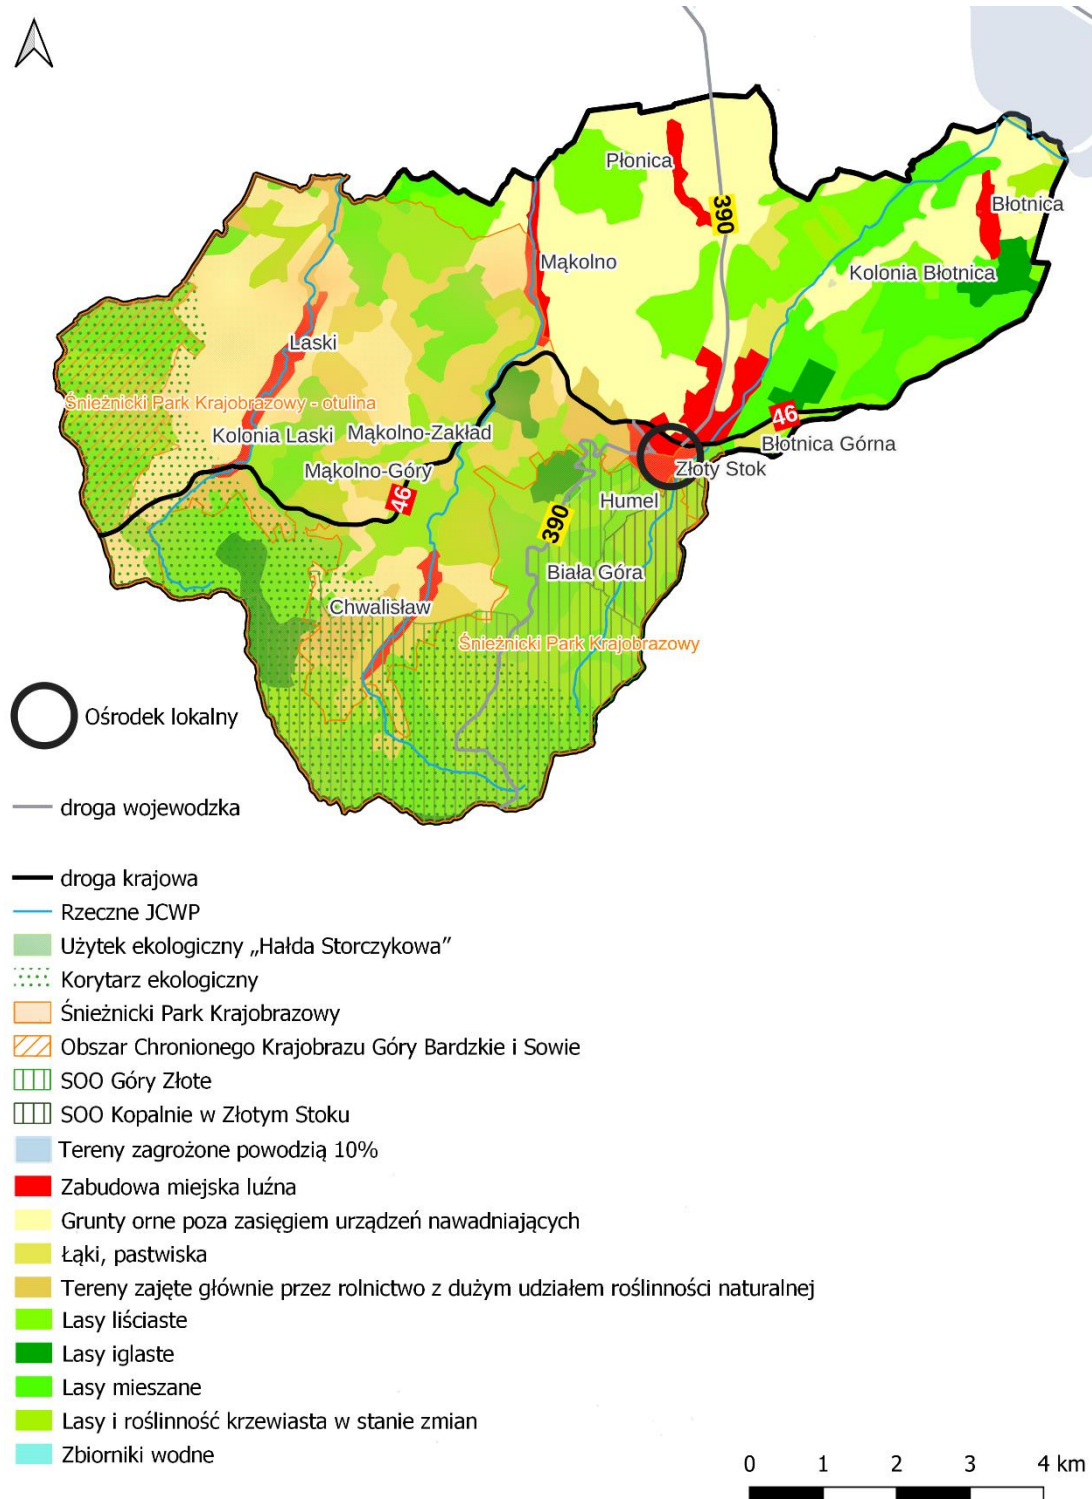 Płonica
390
Błotnica
Mąkolno
Kolonia Błotnica
Laski
Śnieżnicki Park Krajobrazowy - otulina
46
Kolonia Laski
Mąkolno-Zakład
Błotnica Górna
Mąkolno-Góry
Złoty Stok
46
Humel
390
Biała Góra
Chwalisław
Śnieżnicki Park Krajobrazowy
Ośrodek lokalny
droga wojewodzka
droga krajowa
Rzeczne JCWP
Użytek ekologiczny „Hałda Storczykowa”
Korytarz ekologiczny
Śnieżnicki Park Krajobrazowy
Obszar Chronionego Krajobrazu Góry Bardzkie i Sowie
SOO Góry Złote
SOO Kopalnie w Złotym Stoku
Tereny zagrożone powodzią 10%
Zabudowa miejska luźna
Grunty orne poza zasięgiem urządzeń nawadniających
Łąki, pastwiska
Tereny zajęte głównie przez rolnictwo z dużym udziałem roślinności naturalnej
Lasy liściaste
Lasy iglaste
Lasy mieszane
Lasy i roślinność krzewiasta w stanie zmian
Zbiorniki wodne
0 1 2 3 4 km